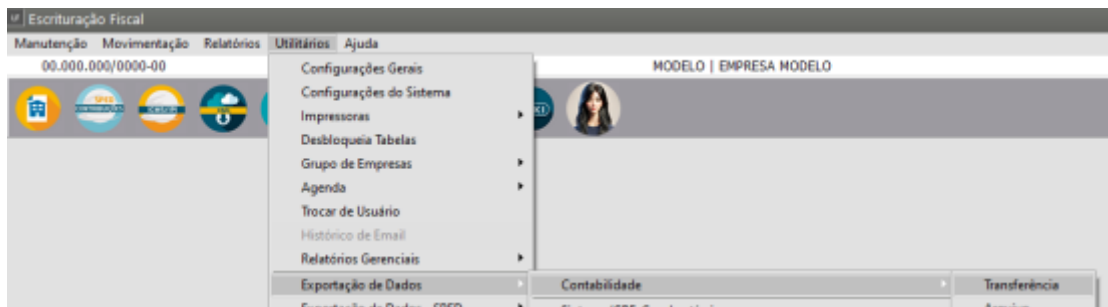 Escrituração Fiscal
Manutenção Movimentação Relatórios Utilitários Ajuda
00.000.000/0000-00 MODELO | EMPRESA MODELO
Configurações Gerais
Configurações do Sistema
Impressoras
Desbloqueia Tabelas
Grupo de Empresas
Agenda
Trocar de Usuário
Histórico de Email
Relatórios Gerenciais
Exportação de Dados Contabilidade Transferência